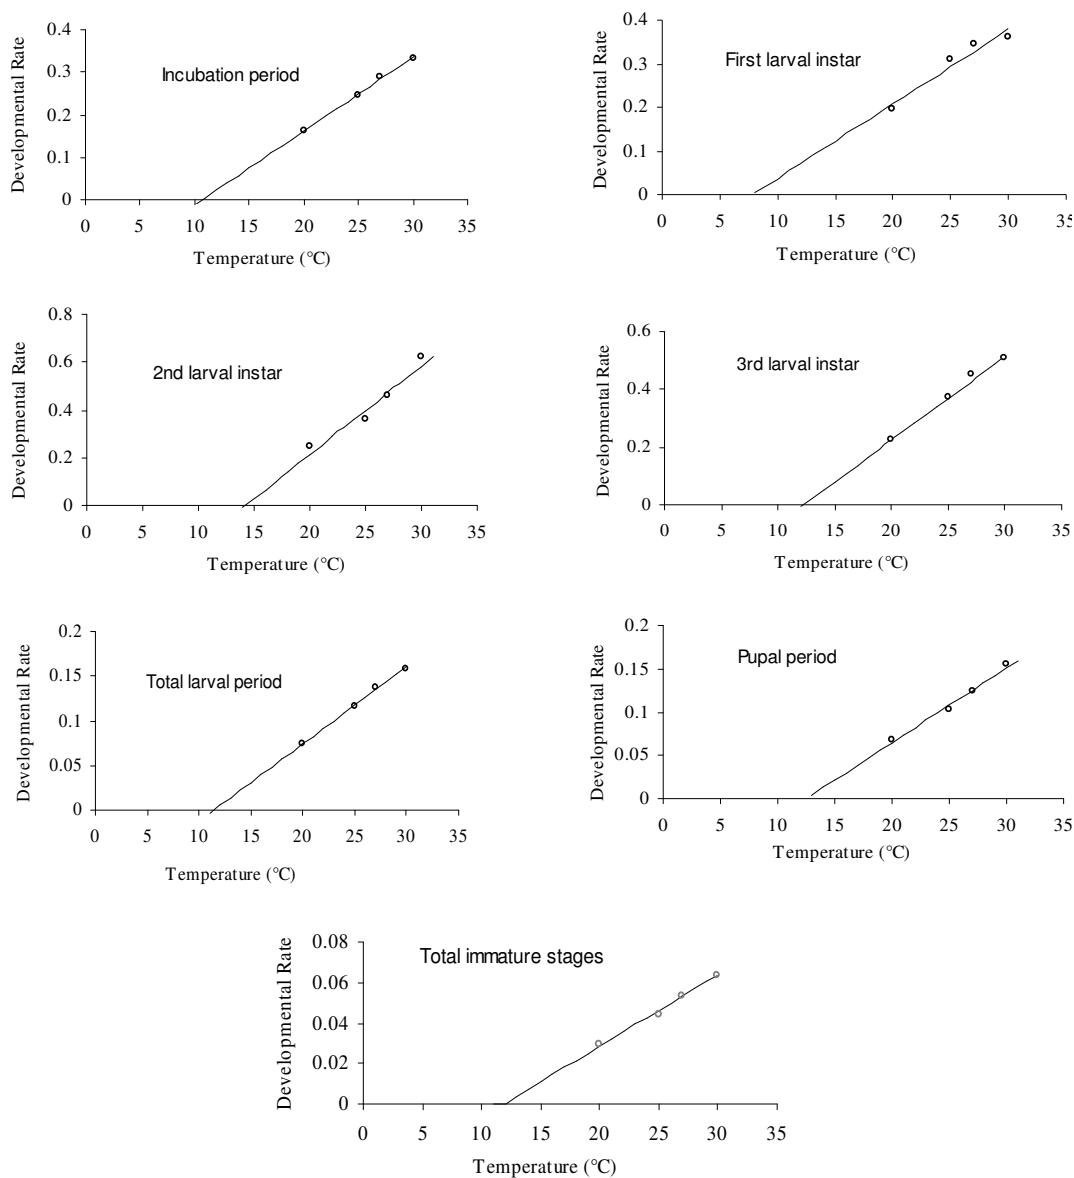 Developmental Rate
0.4
0.3
0.2
0.1
0
Incubation period
0 5 10 15 20 25 30 35
Temperature (°C)
Developmental Rate
0.4
0.3
0.2
0.1
0
First larval instar
0 5 10 15 20 25 30 35
Temperature (°C)
Developmental Rate
0.8
0.6
0.4
0.2
0
2nd larval instar
0 5 10 15 20 25 30 35
Temperature (°C)
Developmental Rate
0.6
0.4
0.2
0
3rd larval instar
0 5 10 15 20 25 30 35
Temperature (°C)
Developmental Rate
0.2
0.15
0.1
0.05
0
Total larval period
0 5 10 15 20 25 30 35
Temperature (°C)
Developmental Rate
0.2
0.15
0.1
0.05
0
Pupal period
0 5 10 15 20 25 30 35
Temperature (°C)
Developmental Rate
0.08
0.06
0.04
0.02
0
Total immature stages
0 5 10 15 20 25 30 35
Temperature (°C)